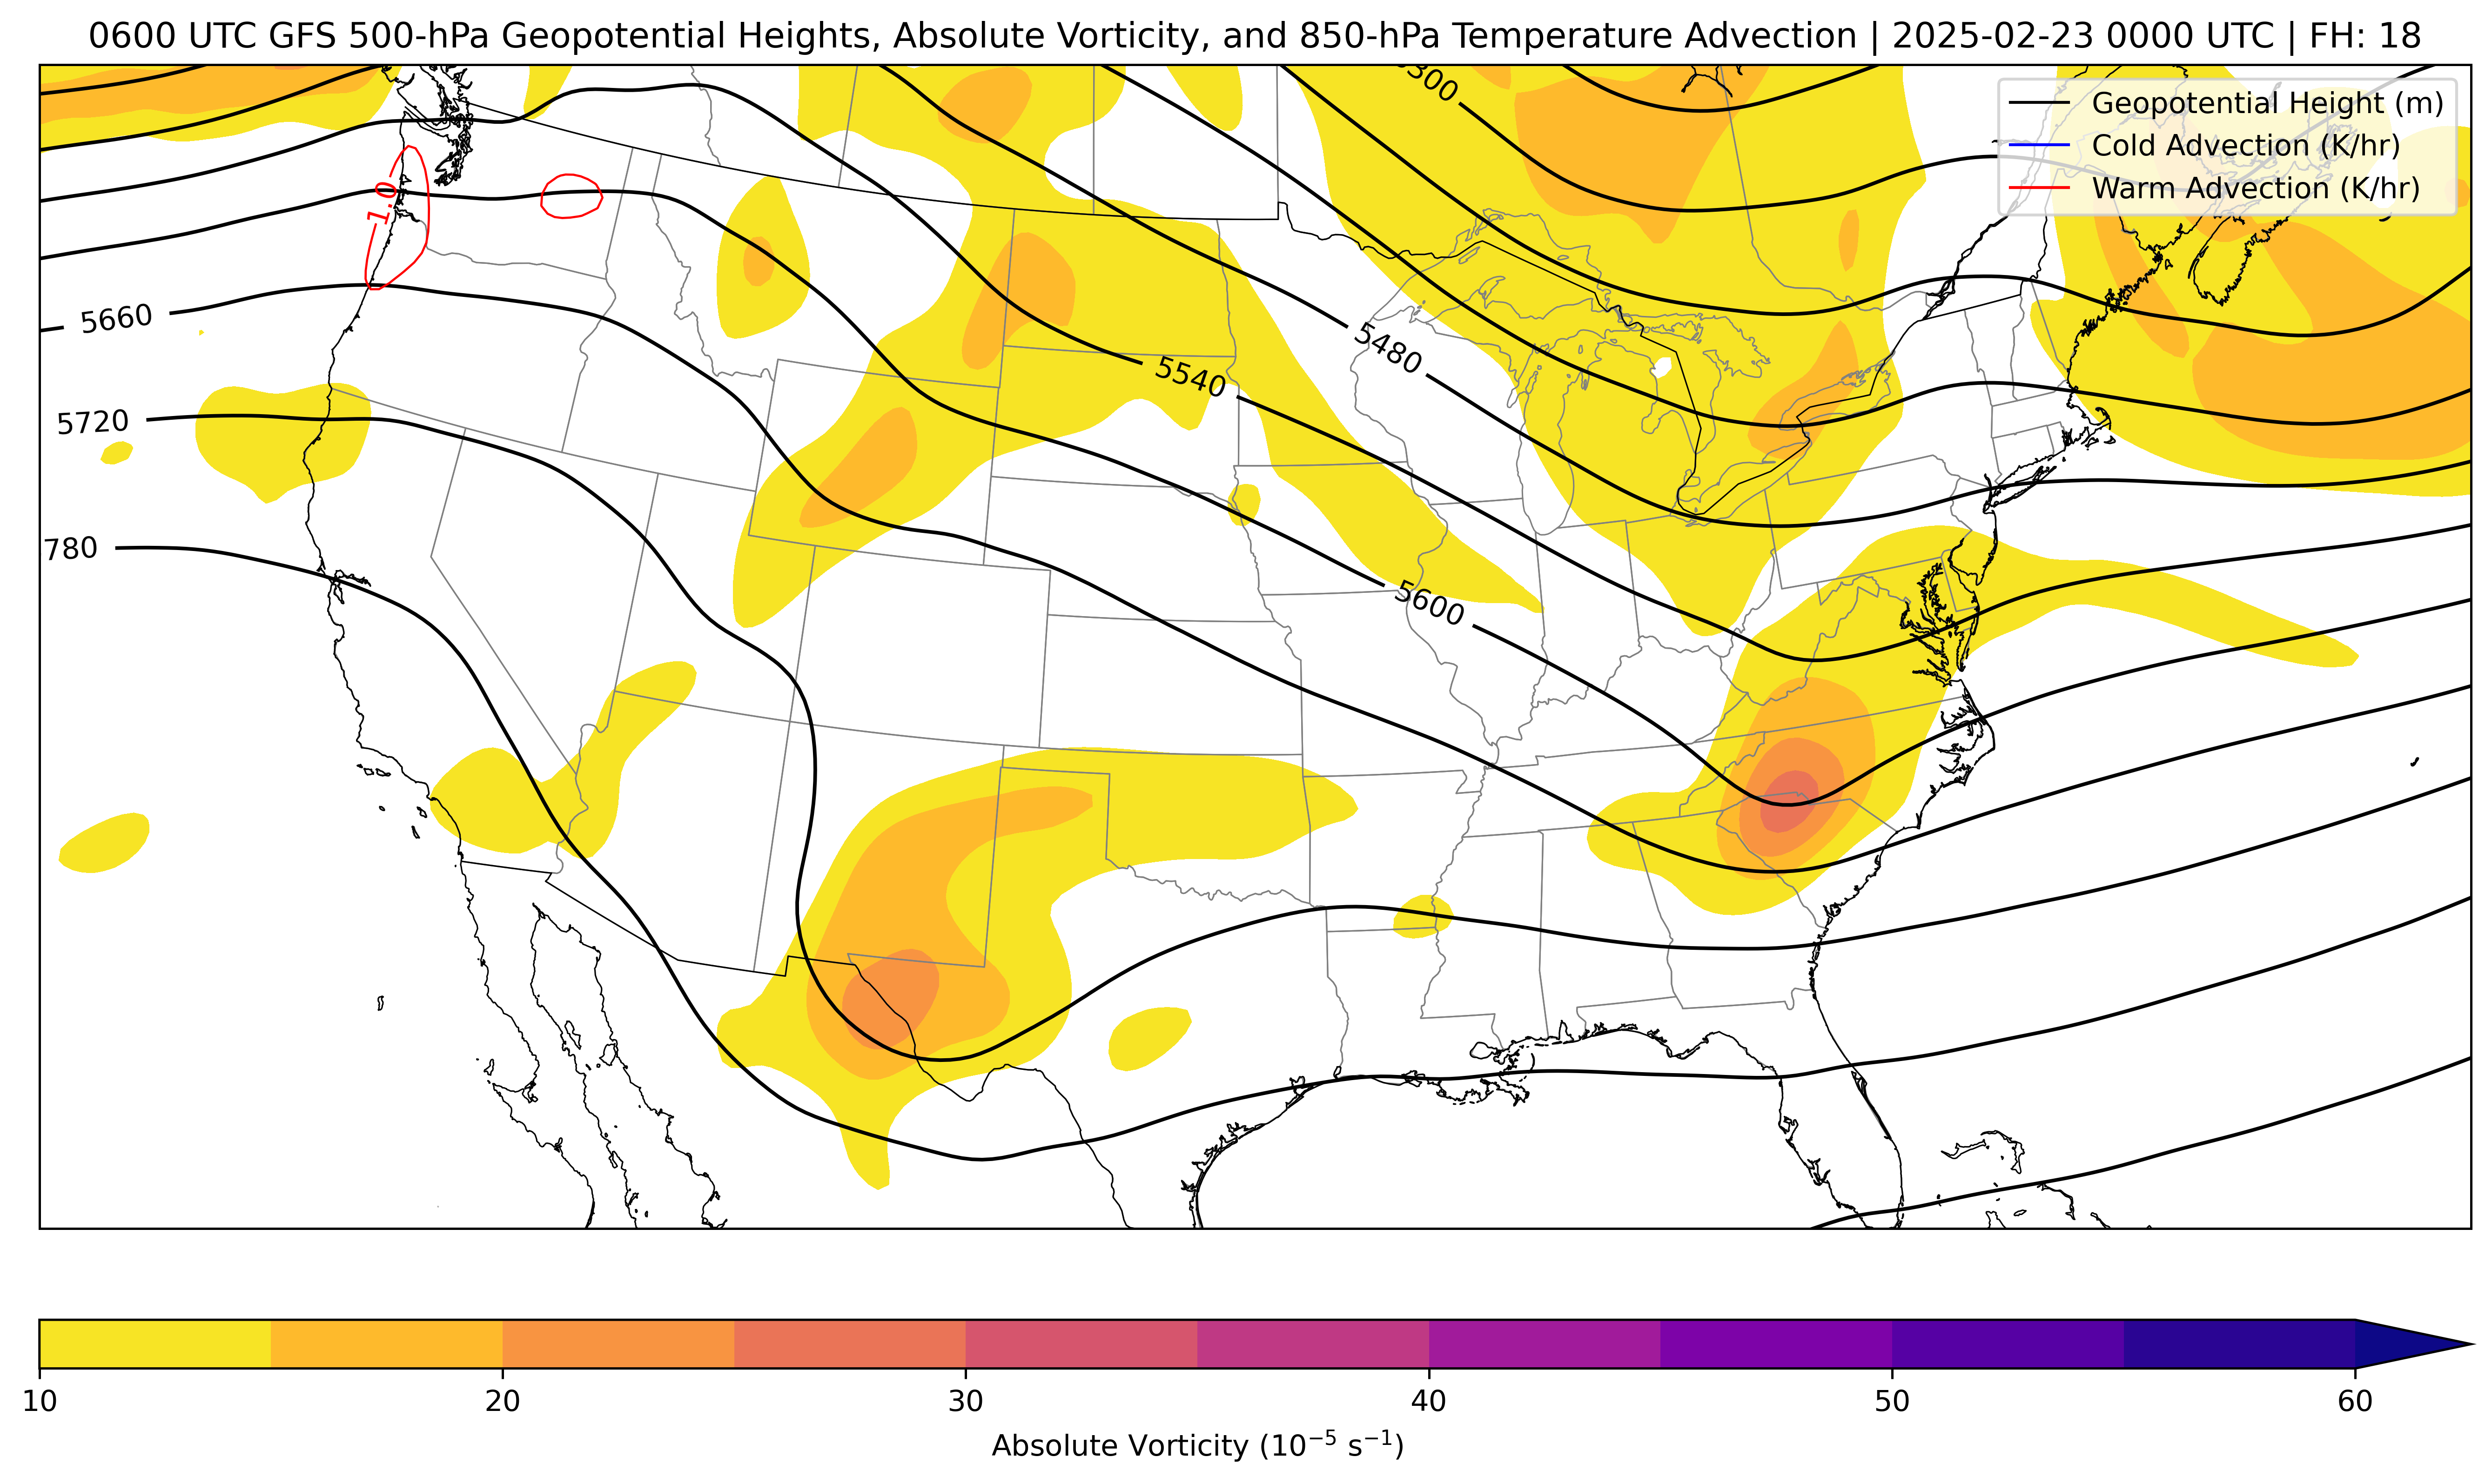 0600 UTC GFS 500-hPa Geopotential Heights, Absolute Vorticity, and 850-hPa Temperature Advection | 2025-02-23 0000 UTC | FH: 18
5300
Geopotential Height (m)
Cold Advection (K/hr)
Warm Advection (K/hr)
1.0
5660
5480
5540
5720
780
5600
10 20 30 40 50 60
Absolute Vorticity (10⁻⁵ s⁻¹)